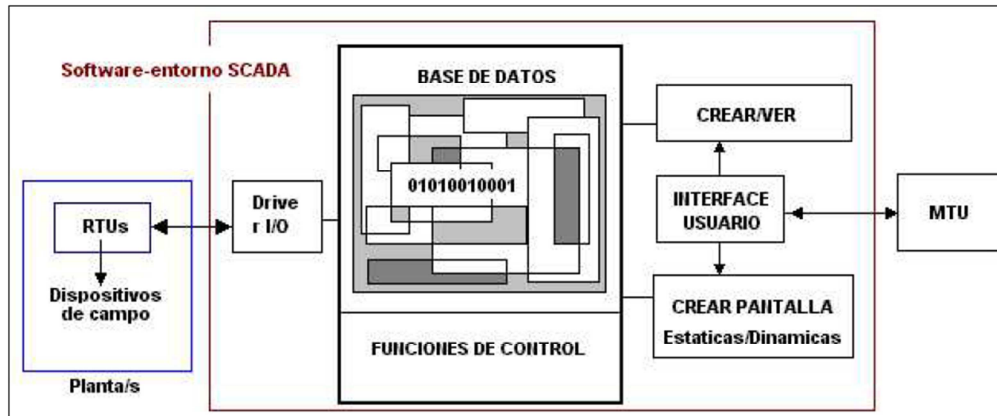 Software-entorno SCADA
RTUs
Dispositivos
de campo
Planta/s
Drive
r I/O
BASE DE DATOS
01010010001
FUNCIONES DE CONTROL
CREAR/VER
INTERFACE
USUARIO
CREAR PANTALLA
Estaticas/Dinamicas
MTU